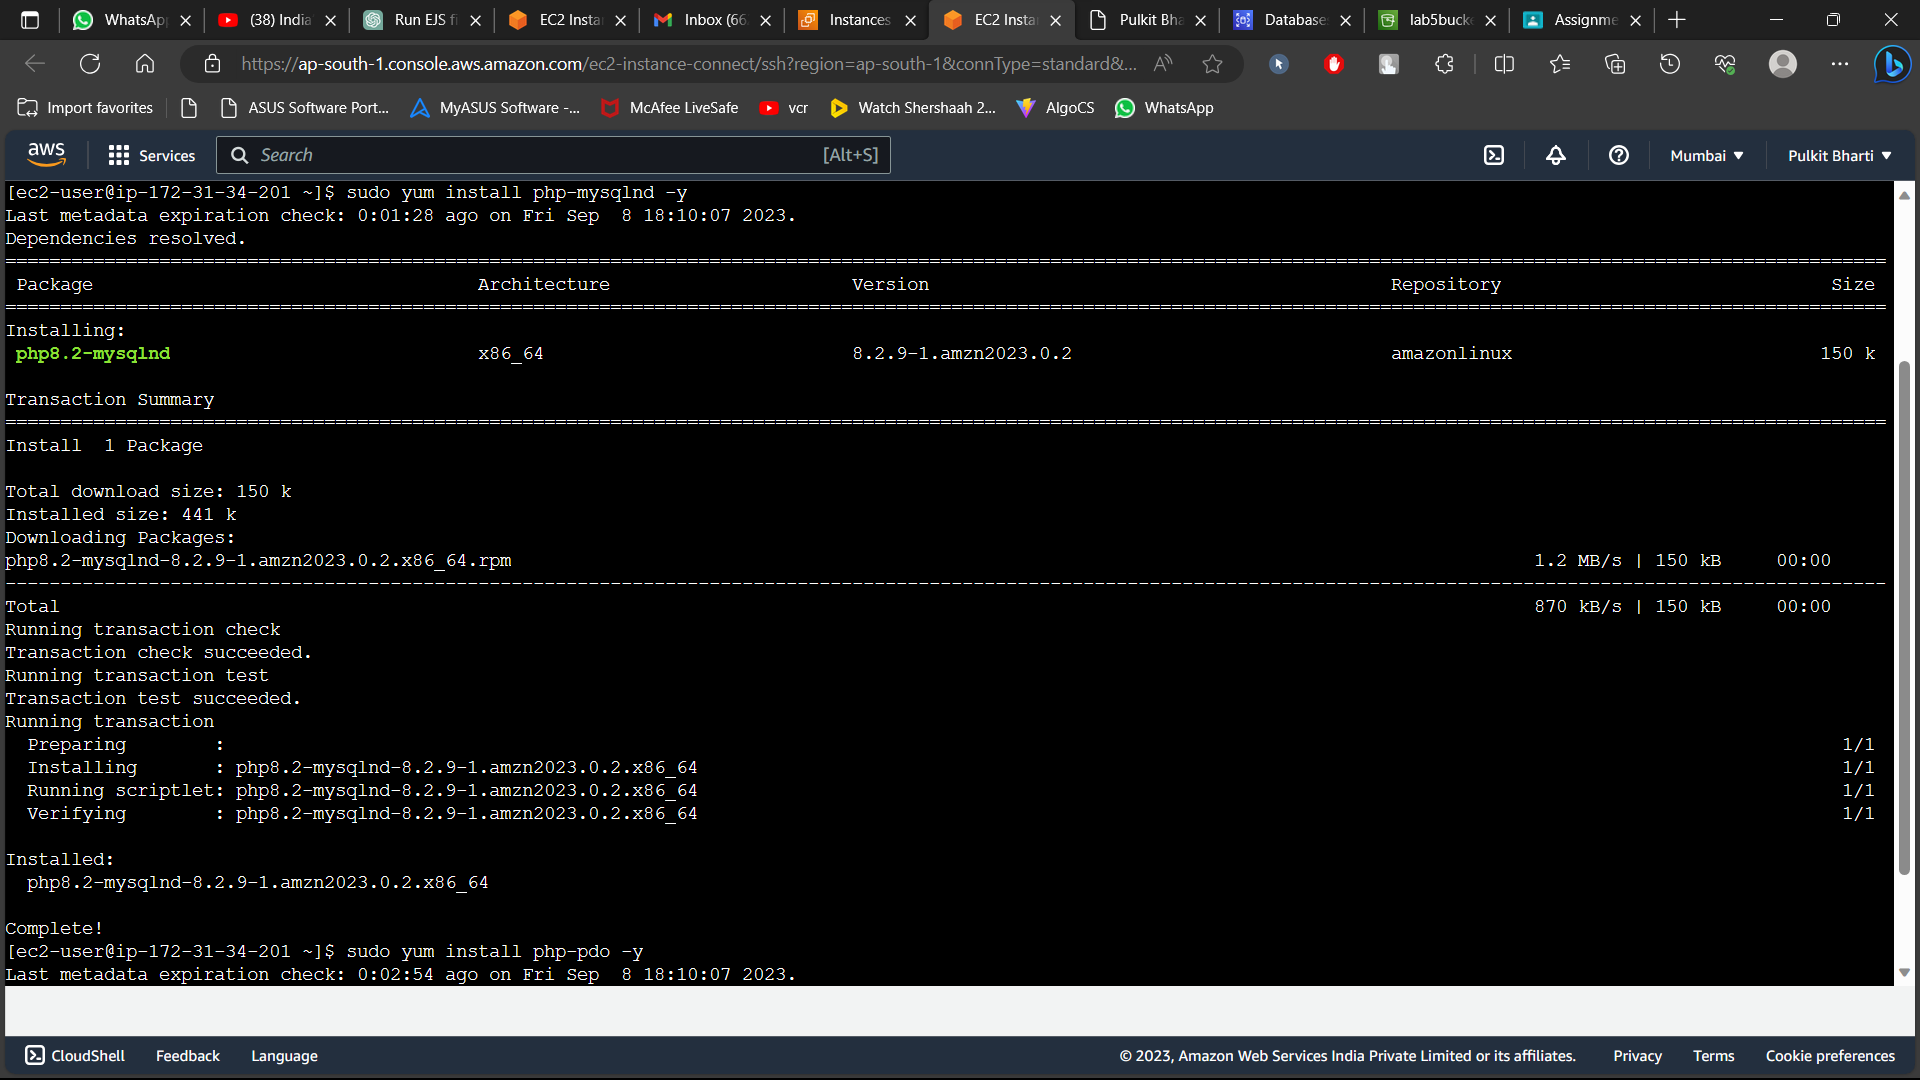 WhatsAp
(38) India
Run EJS fi
EC2 Insta
Inbox (66
Instances
EC2 Insta
Pulkit Bha
Database
lab5bucke
Assignme
https://ap-south-1.console.aws.amazon.com/ec2-instance-connect/ssh?region=ap-south-1&connType=standard&...
Import favorites
ASUS Software Port...
MyASUS Software -...
McAfee LiveSafe
vcr
Watch Shershaah 2...
AlgoCS
WhatsApp
aws
Services
Search
[Alt+S]
Mumbai
Pulkit Bharti
[ec2-user@ip-172-31-34-201 ~]$ sudo yum install php-mysqlnd -y
Last metadata expiration check: 0:01:28 ago on Fri Sep  8 18:10:07 2023.
Dependencies resolved.
Package Architecture Version Repository Size
Installing:
php8.2-mysqlnd x86_64 8.2.9-1.amzn2023.0.2 amazonlinux 150 k
Transaction Summary
Install  1 Package
Total download size: 150 k
Installed size: 441 k
Downloading Packages:
php8.2-mysqlnd-8.2.9-1.amzn2023.0.2.x86_64.rpm 1.2 MB/s | 150 kB 00:00
Total 870 kB/s | 150 kB 00:00
Running transaction check
Transaction check succeeded.
Running transaction test
Transaction test succeeded.
Running transaction
Preparing : 1/1
Installing : php8.2-mysqlnd-8.2.9-1.amzn2023.0.2.x86_64 1/1
Running scriptlet: php8.2-mysqlnd-8.2.9-1.amzn2023.0.2.x86_64 1/1
Verifying : php8.2-mysqlnd-8.2.9-1.amzn2023.0.2.x86_64 1/1
Installed:
php8.2-mysqlnd-8.2.9-1.amzn2023.0.2.x86_64
Complete!
[ec2-user@ip-172-31-34-201 ~]$ sudo yum install php-pdo -y
Last metadata expiration check: 0:02:54 ago on Fri Sep  8 18:10:07 2023.
CloudShell
Feedback
Language
© 2023, Amazon Web Services India Private Limited or its affiliates.
Privacy
Terms
Cookie preferences